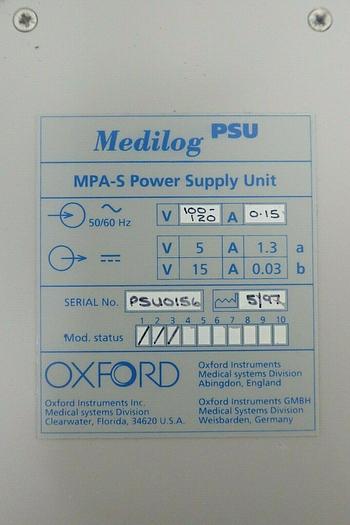 Medilog PSU
MPA-S Power Supply Unit
50/60 Hz V 100-120 A 0.15
V 5 A 1.3 a
V 15 A 0.03 b
SERIAL No. PSU0156 5/97
1 2 3 4 5 6 7 8 9 10
Mod. status
OXFORD
Oxford Instruments
Medical systems Division
Abingdon, England
Oxford Instruments Inc.
Medical systems Division
Clearwater, Florida, 34620 U.S.A.
Oxford Instruments GMBH
Medical Systems Division
Weisbarden, Germany